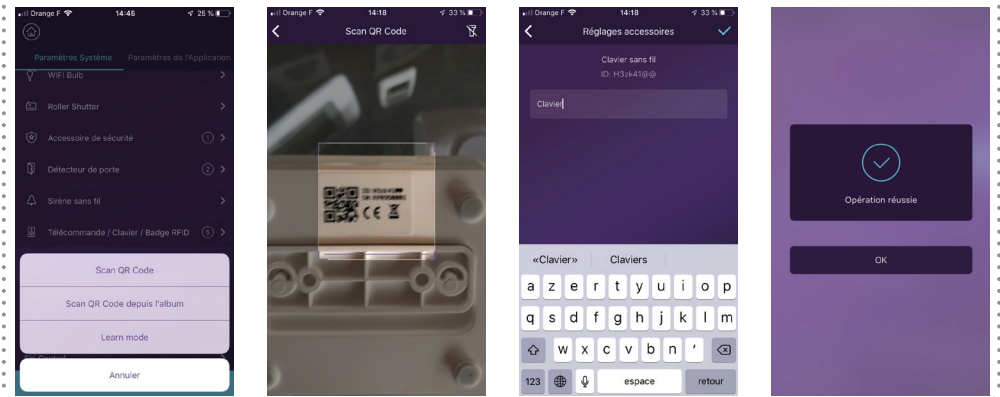 Orange F 14:45 25 %
Paramètres Système Paramètres de l'Application
WIFI Bulb
Roller Shutter
Accessoire de sécurité 1
Détecteur de porte 2
Sirène sans fil
Télécommande / Clavier / Badge RFID 6
Scan QR Code
Scan QR Code depuis l'album
Learn mode
Annuler
Orange F 14:18 33 %
Scan QR Code
Orange F 14:18 33 %
Réglages accessoires
Clavier sans fil
ID: H3zk41@@
Clavier
«Clavier» Claviers
a z e r t y u i o p
q s d f g h j k l m
w x c v b n '
123 espace retour
Opération réussie
OK